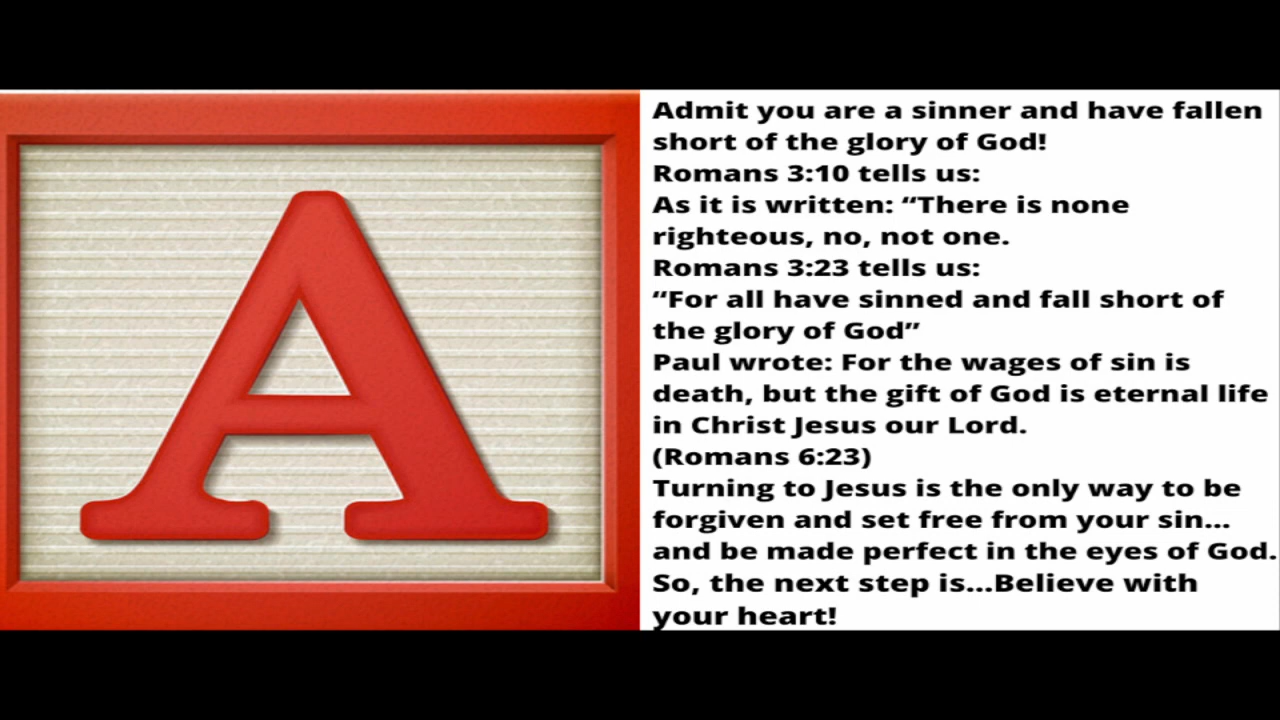 A
Admit you are a sinner and have fallen
short of the glory of God!
Romans 3:10 tells us:
As it is written: “There is none
righteous, no, not one.
Romans 3:23 tells us:
“For all have sinned and fall short of
the glory of God”
Paul wrote: For the wages of sin is
death, but the gift of God is eternal life
in Christ Jesus our Lord.
(Romans 6:23)
Turning to Jesus is the only way to be
forgiven and set free from your sin...
and be made perfect in the eyes of God.
So, the next step is...Believe with
your heart!